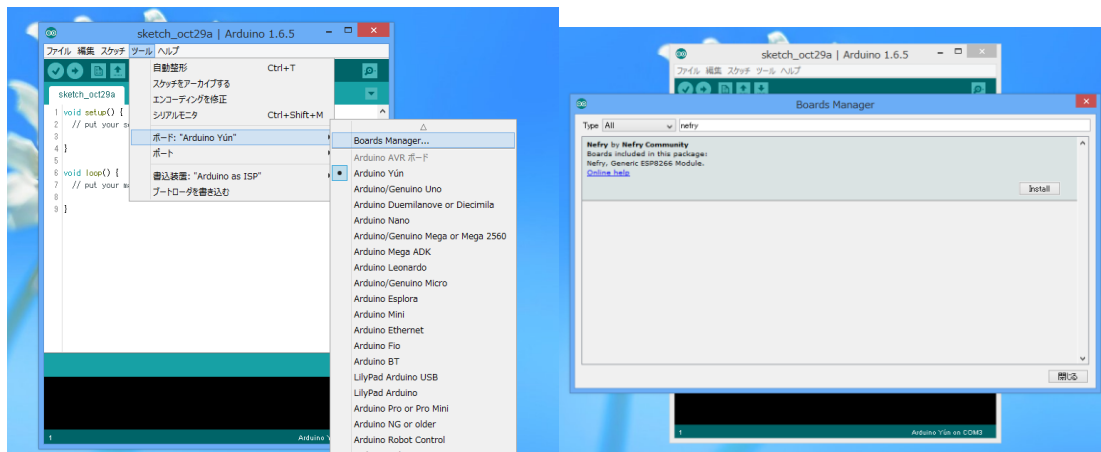 sketch_oct29a | Arduino 1.6.5
ファイル 編集 スケッチ ツール ヘルプ
自動整形 Ctrl+T
スケッチをアーカイブする
エンコーディングを修正
シリアルモニタ Ctrl+Shift+M
ボード: "Arduino Yún"
ポート
書込装置: "Arduino as ISP"
ブートローダを書き込む
sketch_oct29a
1 void setup() {
2 // put your s
3
4 }
5
6 void loop() {
7 // put your m
8
9 }
1
Arduino Y
Boards Manager...
Arduino AVR ボード
Arduino Yún
Arduino/Genuino Uno
Arduino Duemilanove or Diecimila
Arduino Nano
Arduino/Genuino Mega or Mega 2560
Arduino Mega ADK
Arduino Leonardo
Arduino/Genuino Micro
Arduino Esplora
Arduino Mini
Arduino Ethernet
Arduino Fio
Arduino BT
LilyPad Arduino USB
LilyPad Arduino
Arduino Pro or Pro Mini
Arduino NG or older
Arduino Robot Control
sketch_oct29a | Arduino 1.6.5
ファイル 編集 スケッチ ツール ヘルプ
Boards Manager
Type All nefry
Nefry by Nefry Community
Boards included in this package:
Nefry, Generic ESP8266 Module.
Online help
Install
閉じる
1
Arduino Yún on COM3